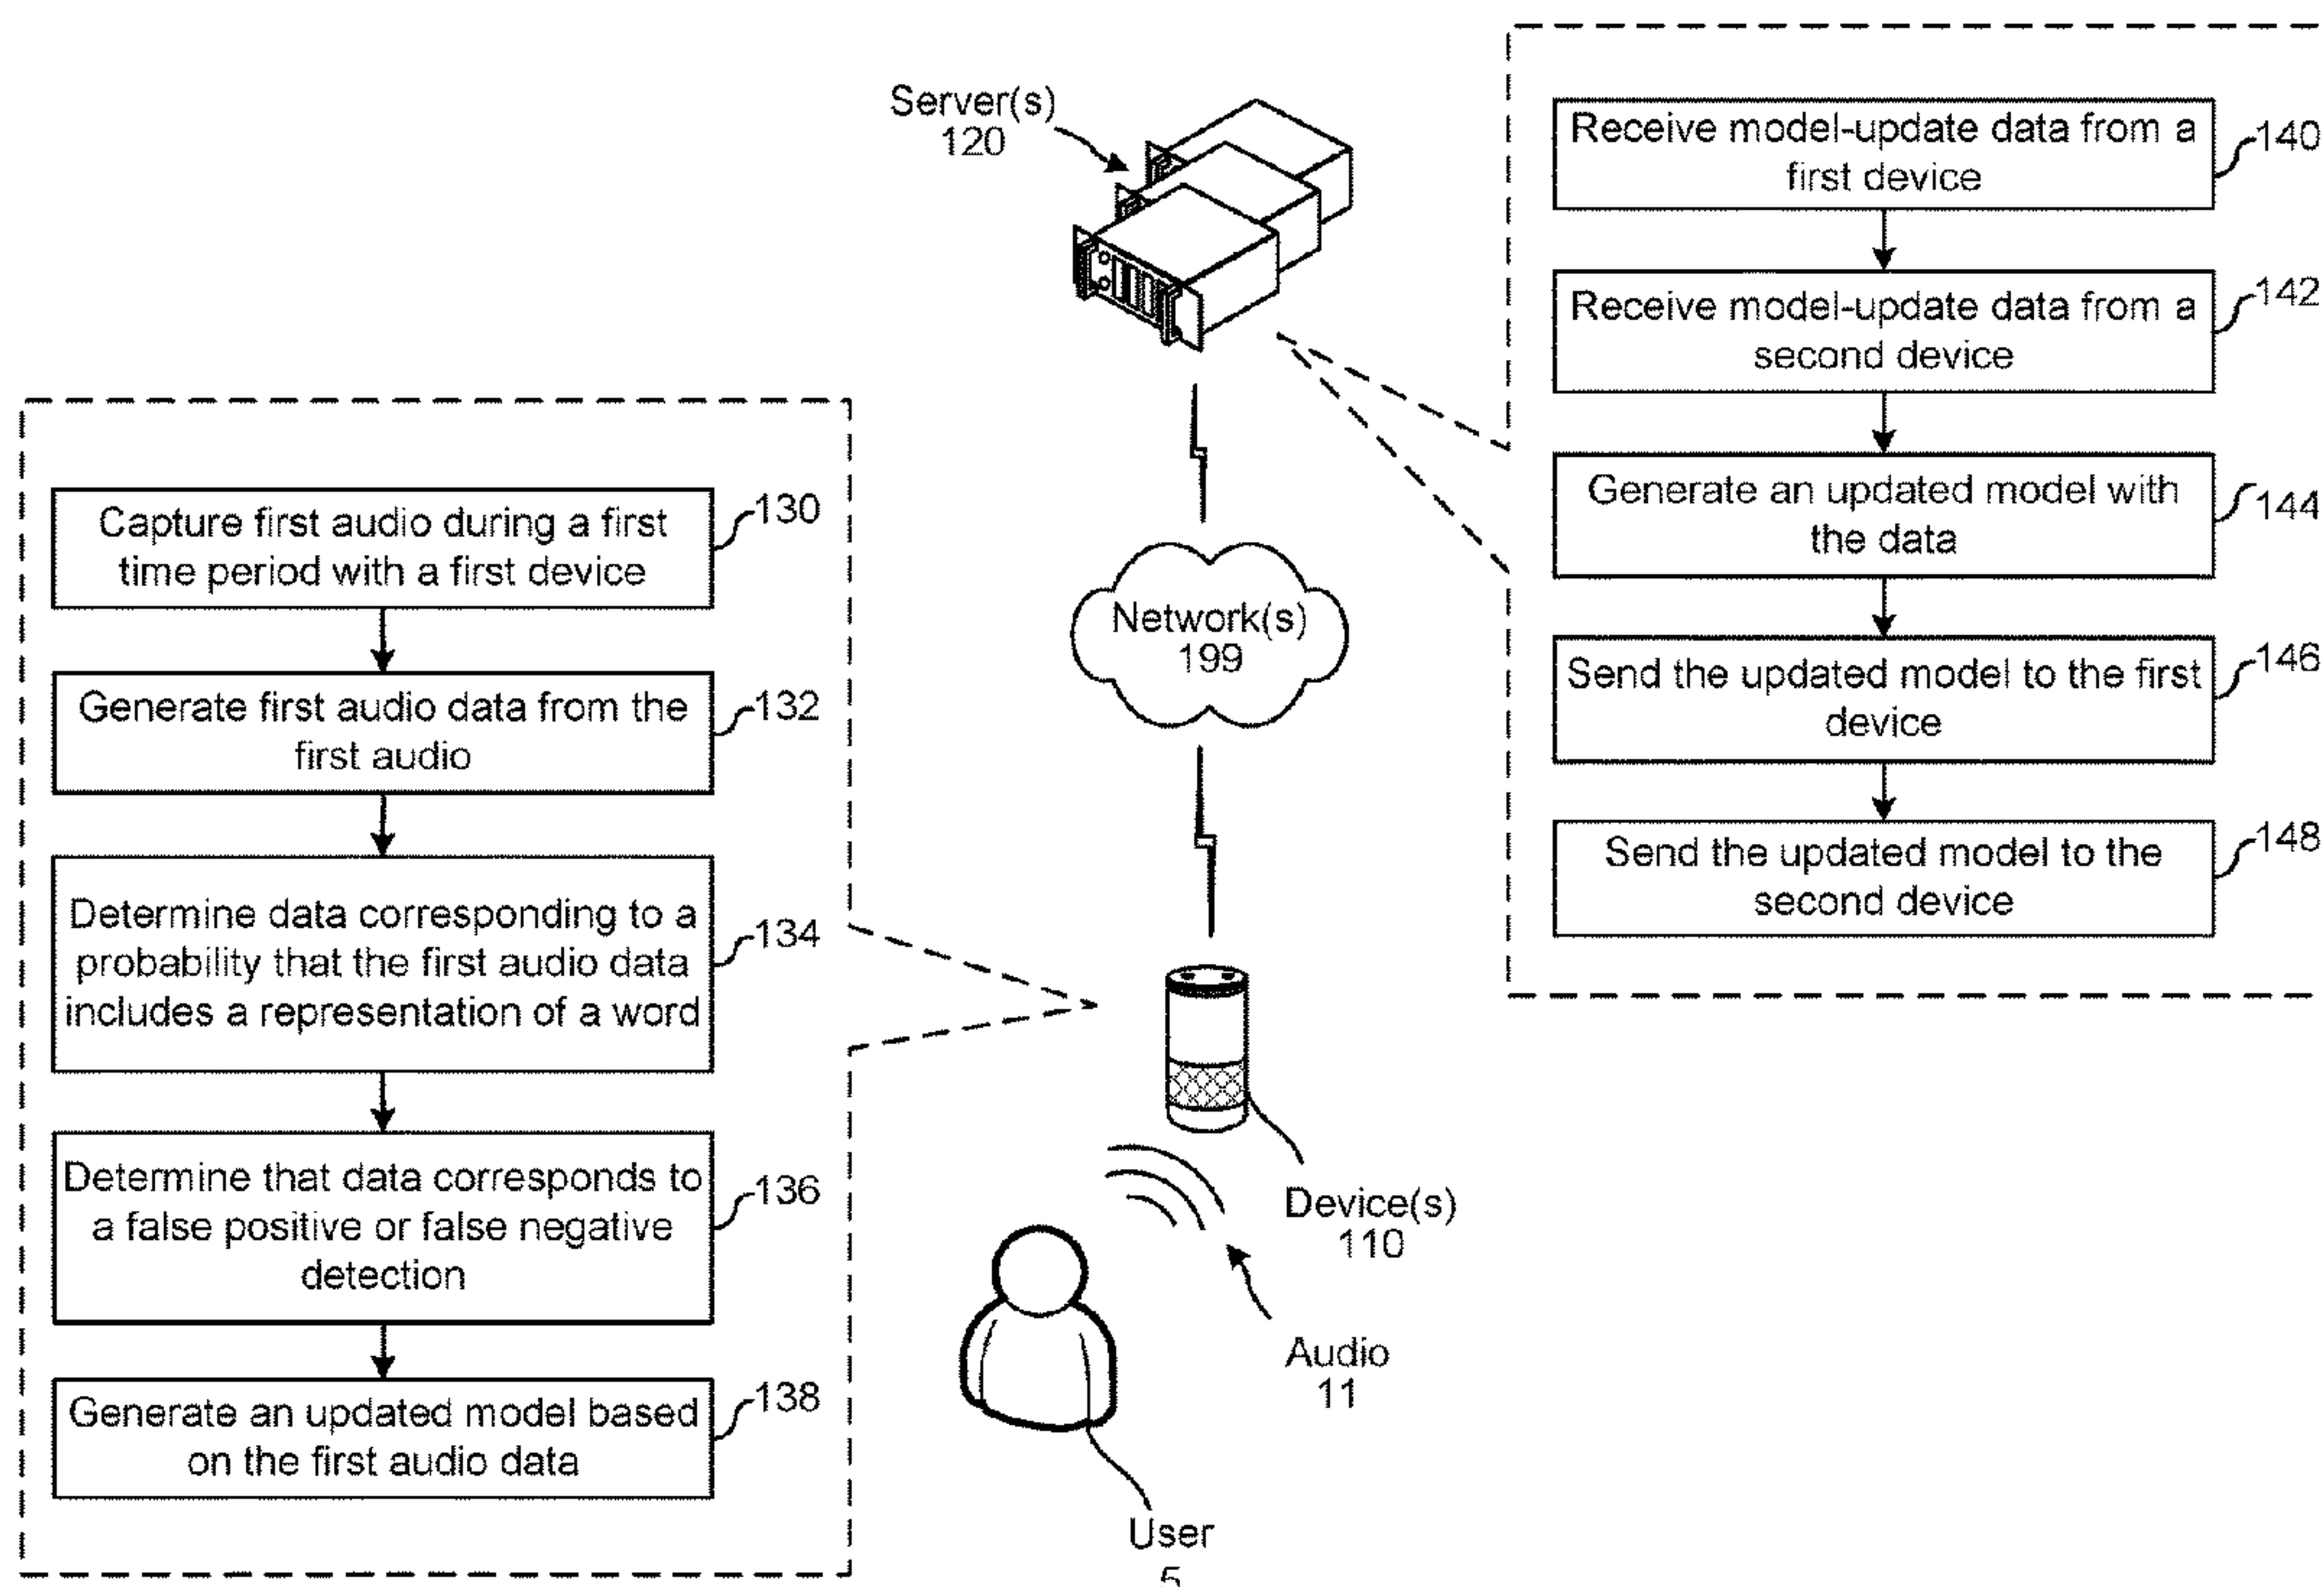 Capture first audio during a first
time period with a first device
130
Generate first audio data from the
first audio
132
Determine data corresponding to a
probability that the first audio data
includes a representation of a word
134
Determine that data corresponds to
a false positive or false negative
detection
136
Generate an updated model based
on the first audio data
138
Server(s)
120
Network(s)
199
Device(s)
110
Audio
11
User
5
Receive model-update data from a
first device
140
Receive model-update data from a
second device
142
Generate an updated model with
the data
144
Send the updated model to the first
device
146
Send the updated model to the
second device
148